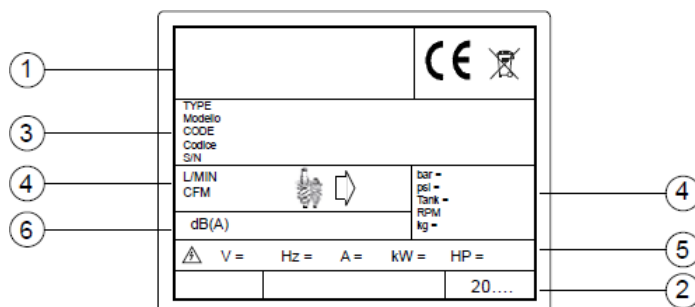 1
CE
TYPE
Modello
CODE
Codice
S/N
3
L/MIN
CFM
4
bar =
psi =
Tank =
RPM
kg =
4
dB(A)
6
V = Hz = A = kW = HP =
5
20....
2